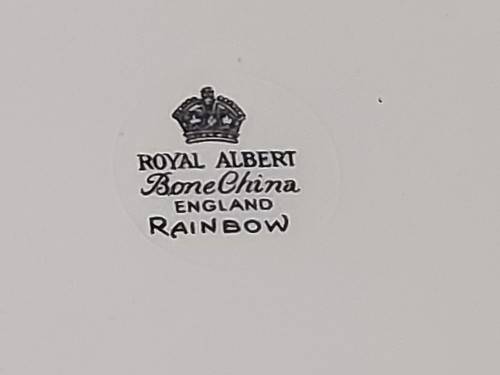 ROYAL ALBERT
Bone China
ENGLAND
RAINBOW